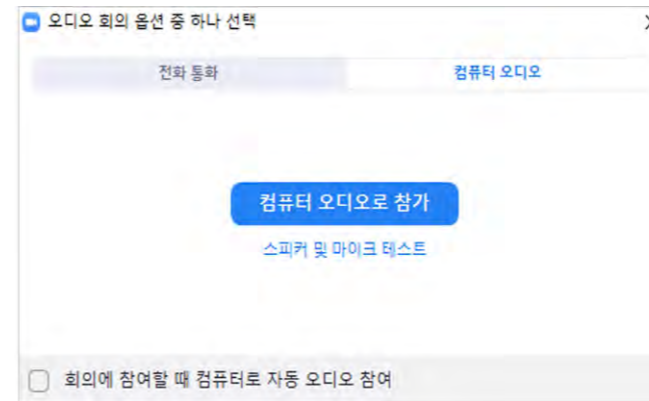 오디오 회의 옵션 중 하나 선택
전화 통화
컴퓨터 오디오
컴퓨터 오디오로 참가
스피커 및 마이크 테스트
회의에 참여할 때 컴퓨터로 자동 오디오 참여